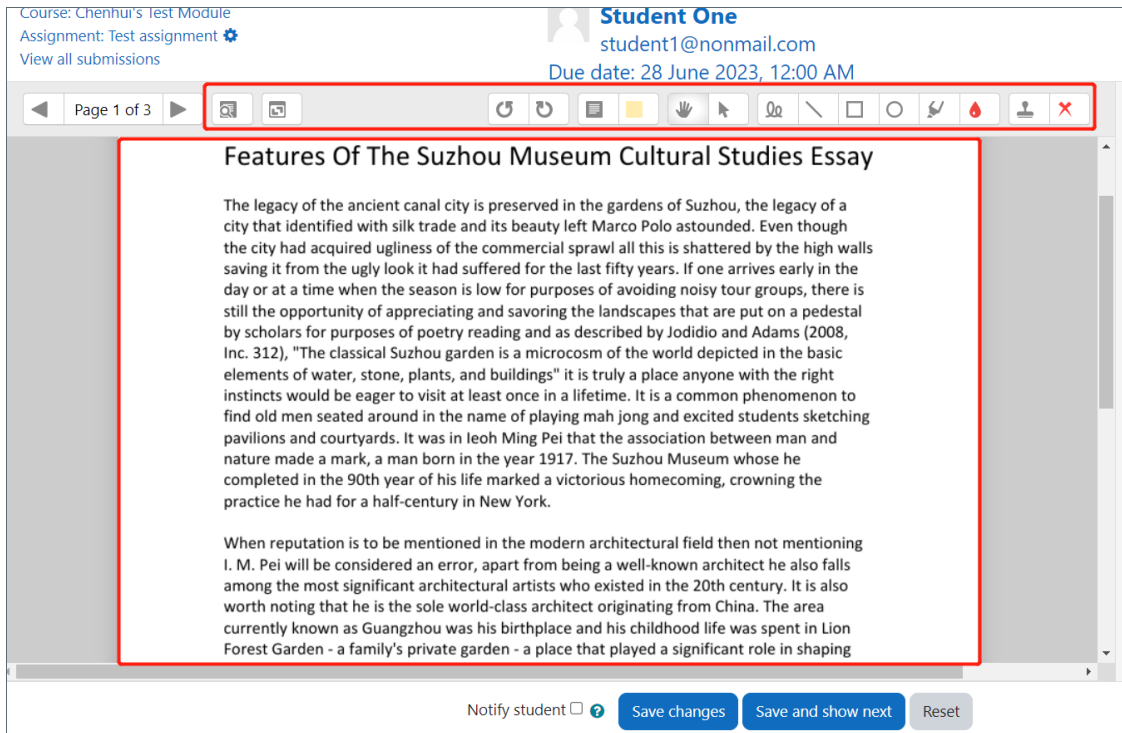 Course: Chenhui's Test Module
Assignment: Test assignment
View all submissions
Student One
student1@nonmail.com
Due date: 28 June 2023, 12:00 AM
Page 1 of 3
Features Of The Suzhou Museum Cultural Studies Essay
The legacy of the ancient canal city is preserved in the gardens of Suzhou, the legacy of a
city that identified with silk trade and its beauty left Marco Polo astounded. Even though
the city had acquired ugliness of the commercial sprawl all this is shattered by the high walls
saving it from the ugly look it had suffered for the last fifty years. If one arrives early in the
day or at a time when the season is low for purposes of avoiding noisy tour groups, there is
still the opportunity of appreciating and savoring the landscapes that are put on a pedestal
by scholars for purposes of poetry reading and as described by Jodidio and Adams (2008,
Inc. 312), "The classical Suzhou garden is a microcosm of the world depicted in the basic
elements of water, stone, plants, and buildings" it is truly a place anyone with the right
instincts would be eager to visit at least once in a lifetime. It is a common phenomenon to
find old men seated around in the name of playing mah jong and excited students sketching
pavilions and courtyards. It was in Ieoh Ming Pei that the association between man and
nature made a mark, a man born in the year 1917. The Suzhou Museum whose he
completed in the 90th year of his life marked a victorious homecoming, crowning the
practice he had for a half-century in New York.
When reputation is to be mentioned in the modern architectural field then not mentioning
I. M. Pei will be considered an error, apart from being a well-known architect he also falls
among the most significant architectural artists who existed in the 20th century. It is also
worth noting that he is the sole world-class architect originating from China. The area
currently known as Guangzhou was his birthplace and his childhood life was spent in Lion
Forest Garden - a family's private garden - a place that played a significant role in shaping
Notify student
Save changes
Save and show next
Reset